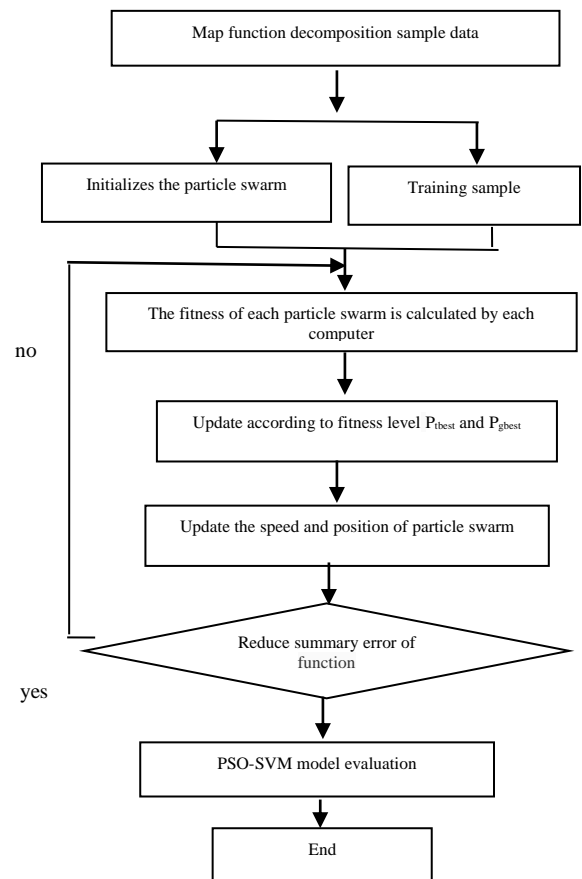 Map function decomposition sample data
Initializes the particle swarm
Training sample
The fitness of each particle swarm is calculated by each
computer
no
Update according to fitness level Ptbest and Pgbest
Update the speed and position of particle swarm
Reduce summary error of
function
yes
PSO-SVM model evaluation
End